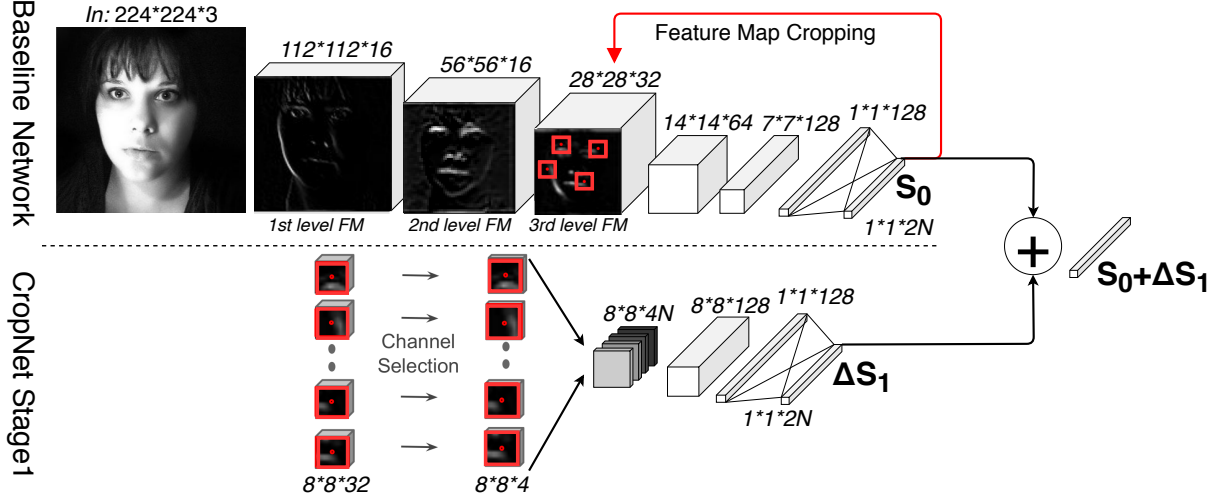 Baseline Network
In: 224*224*3
112*112*16
56*56*16
28*28*32
Feature Map Cropping
14*14*64
7*7*128
1*1*128
S0
1*1*2N
1st level FM
2nd level FM
3rd level FM
+
S0+ΔS1
CropNet Stage1
Channel
Selection
8*8*32
8*8*4
8*8*4N
8*8*128
1*1*128
ΔS1
1*1*2N